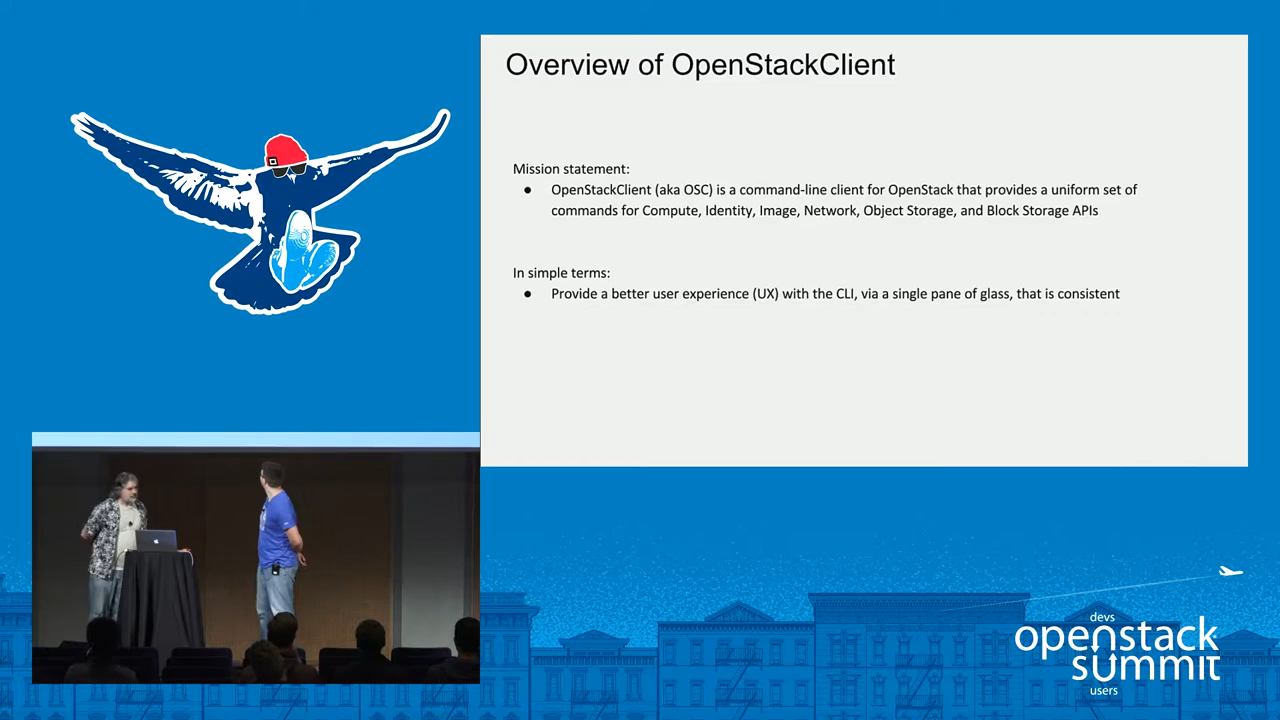 Overview of OpenStackClient
Mission statement:
● OpenStackClient (aka OSC) is a command-line client for OpenStack that provides a uniform set of
commands for Compute, Identity, Image, Network, Object Storage, and Block Storage APIs
In simple terms:
● Provide a better user experience (UX) with the CLI, via a single pane of glass, that is consistent
devs
openstack
summit
users